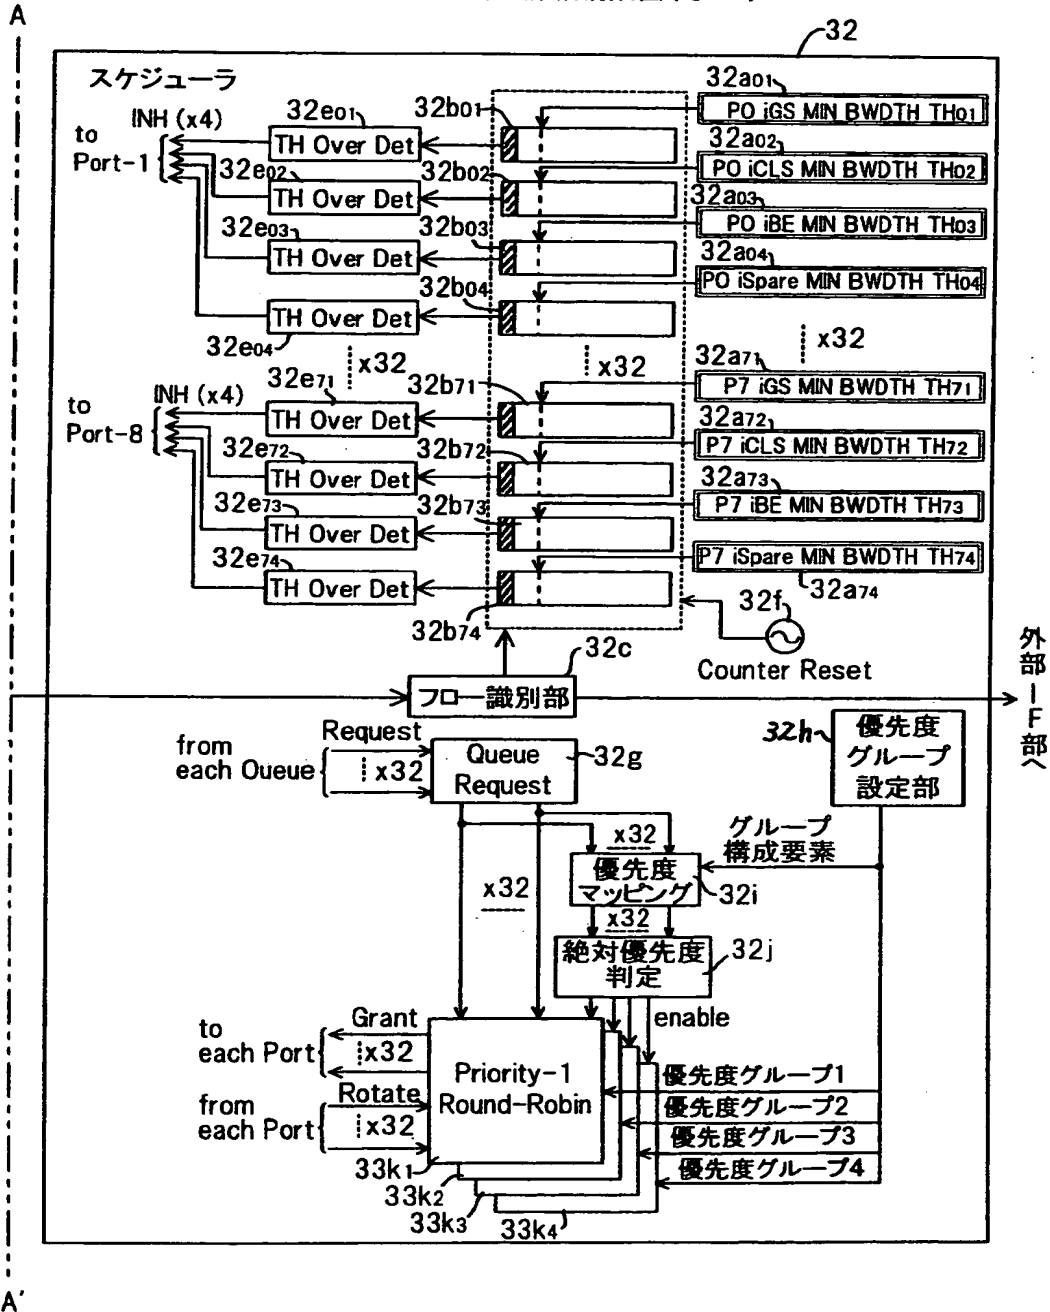 A
32
スケジューラ
32a01
PO iGS MIN BWDTH TH01
32a02
PO iCLS MIN BWDTH TH02
32a03
PO iBE MIN BWDTH TH03
32a04
PO iSpare MIN BWDTH TH04
x32
32a71
P7 iGS MIN BWDTH TH71
32a72
P7 iCLS MIN BWDTH TH72
32a73
P7 iBE MIN BWDTH TH73
P7 iSpare MIN BWDTH TH74
32a74
32b01
32b02
32b03
32b04
x32
32b71
32b72
32b73
32b74
INH (x4)
to
Port-1
32e01
TH Over Det
32e02
TH Over Det
32e03
TH Over Det
TH Over Det
32e04
x32
INH (x4)
to
Port-8
32e71
TH Over Det
32e72
TH Over Det
32e73
TH Over Det
32e74
TH Over Det
32f
Counter Reset
32c
フロー識別部
外部-F部へ
from
each Queue
Request
x32
Queue
Request
32g
32h
優先度
グループ
設定部
x32
グループ
構成要素
優先度
マッピング
32i
x32
x32
絶対優先度
判定
32j
enable
to
each Port
Grant
x32
from
each Port
Rotate
x32
Priority-1
Round-Robin
優先度グループ1
優先度グループ2
優先度グループ3
優先度グループ4
33k1
33k2
33k3
33k4
A'